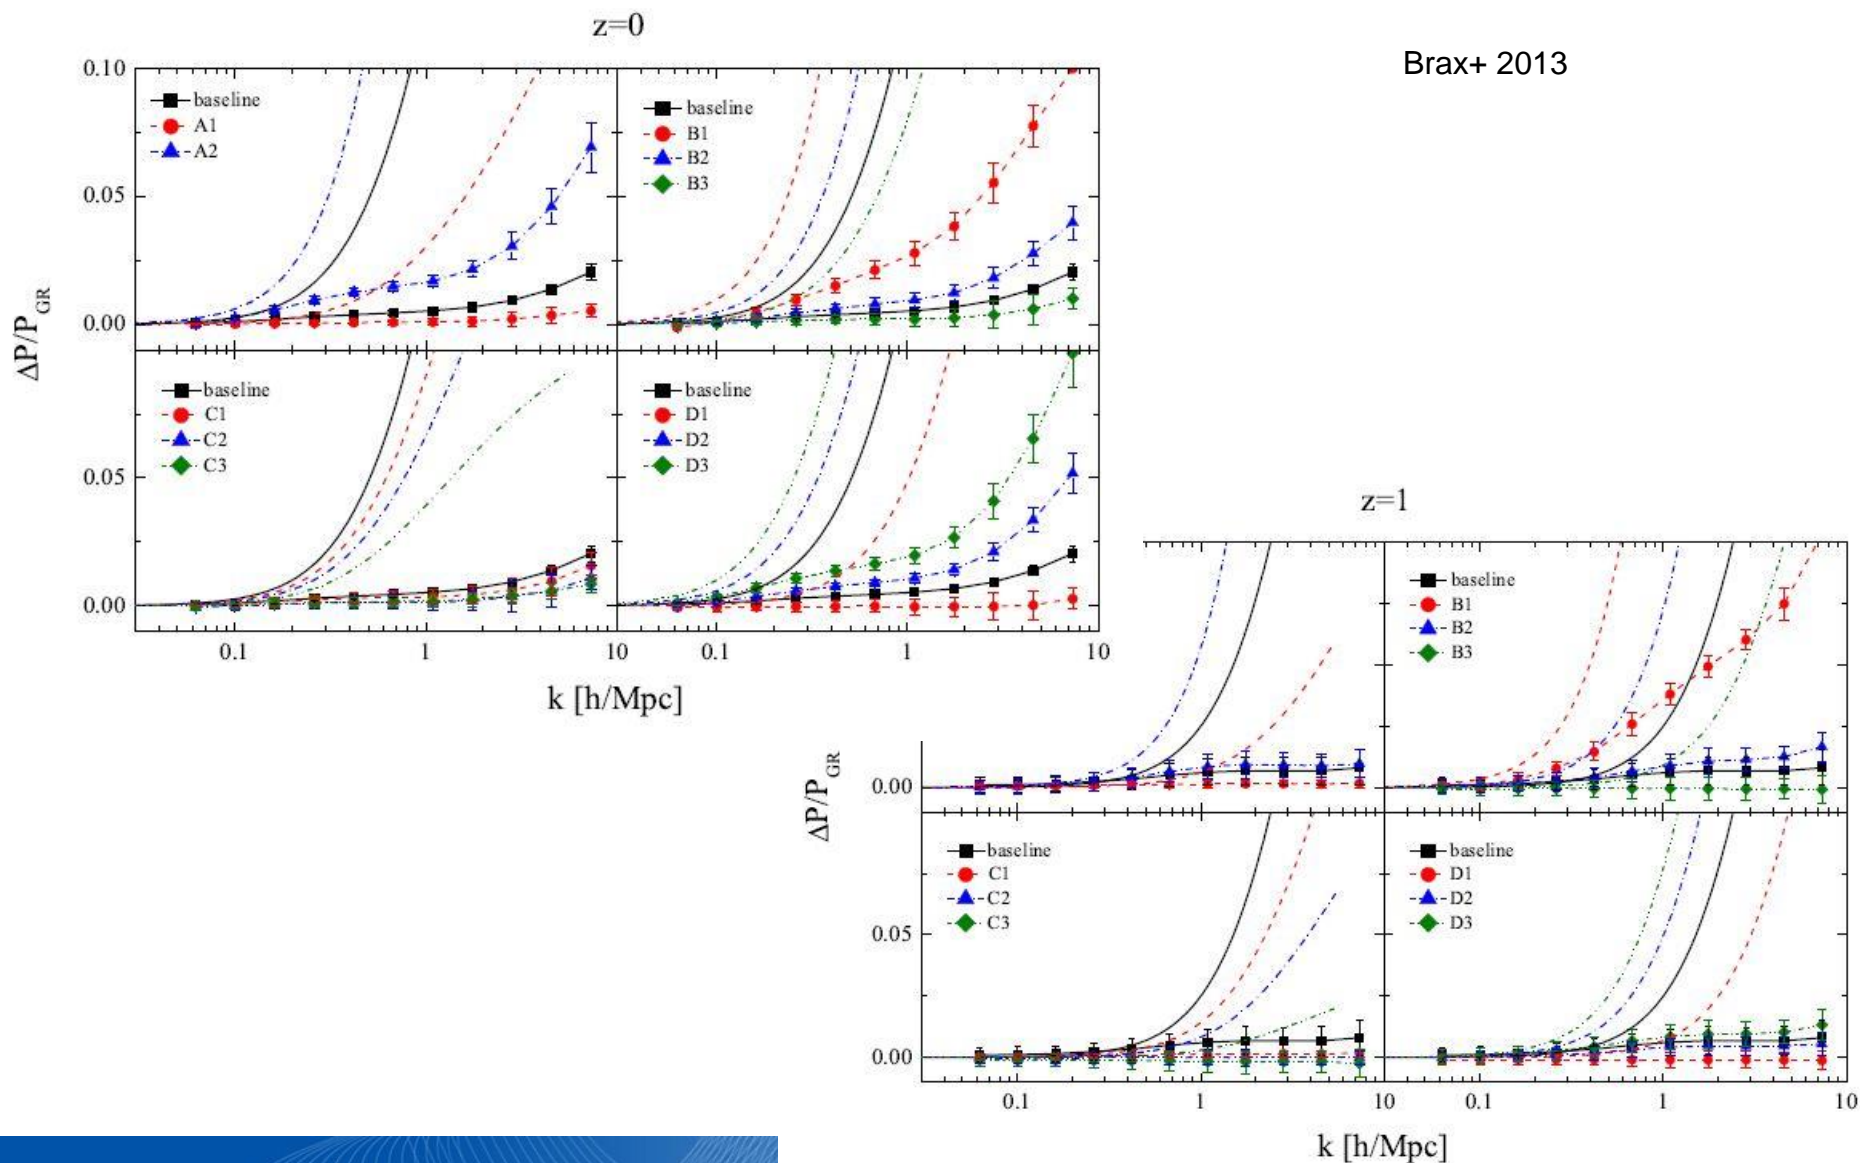 z=0
Brax+ 2013
0.10
0.05
0.00
baseline
A1
A2
baseline
B1
B2
B3
ΔP/P_GR
0.05
0.00
baseline
C1
C2
C3
baseline
D1
D2
D3
0.1
1
10
0.1
1
10
k [h/Mpc]
z=1
0.00
baseline
B1
B2
B3
ΔP/P_GR
0.05
0.00
baseline
C1
C2
C3
baseline
D1
D2
D3
0.1
1
10
0.1
1
10
k [h/Mpc]